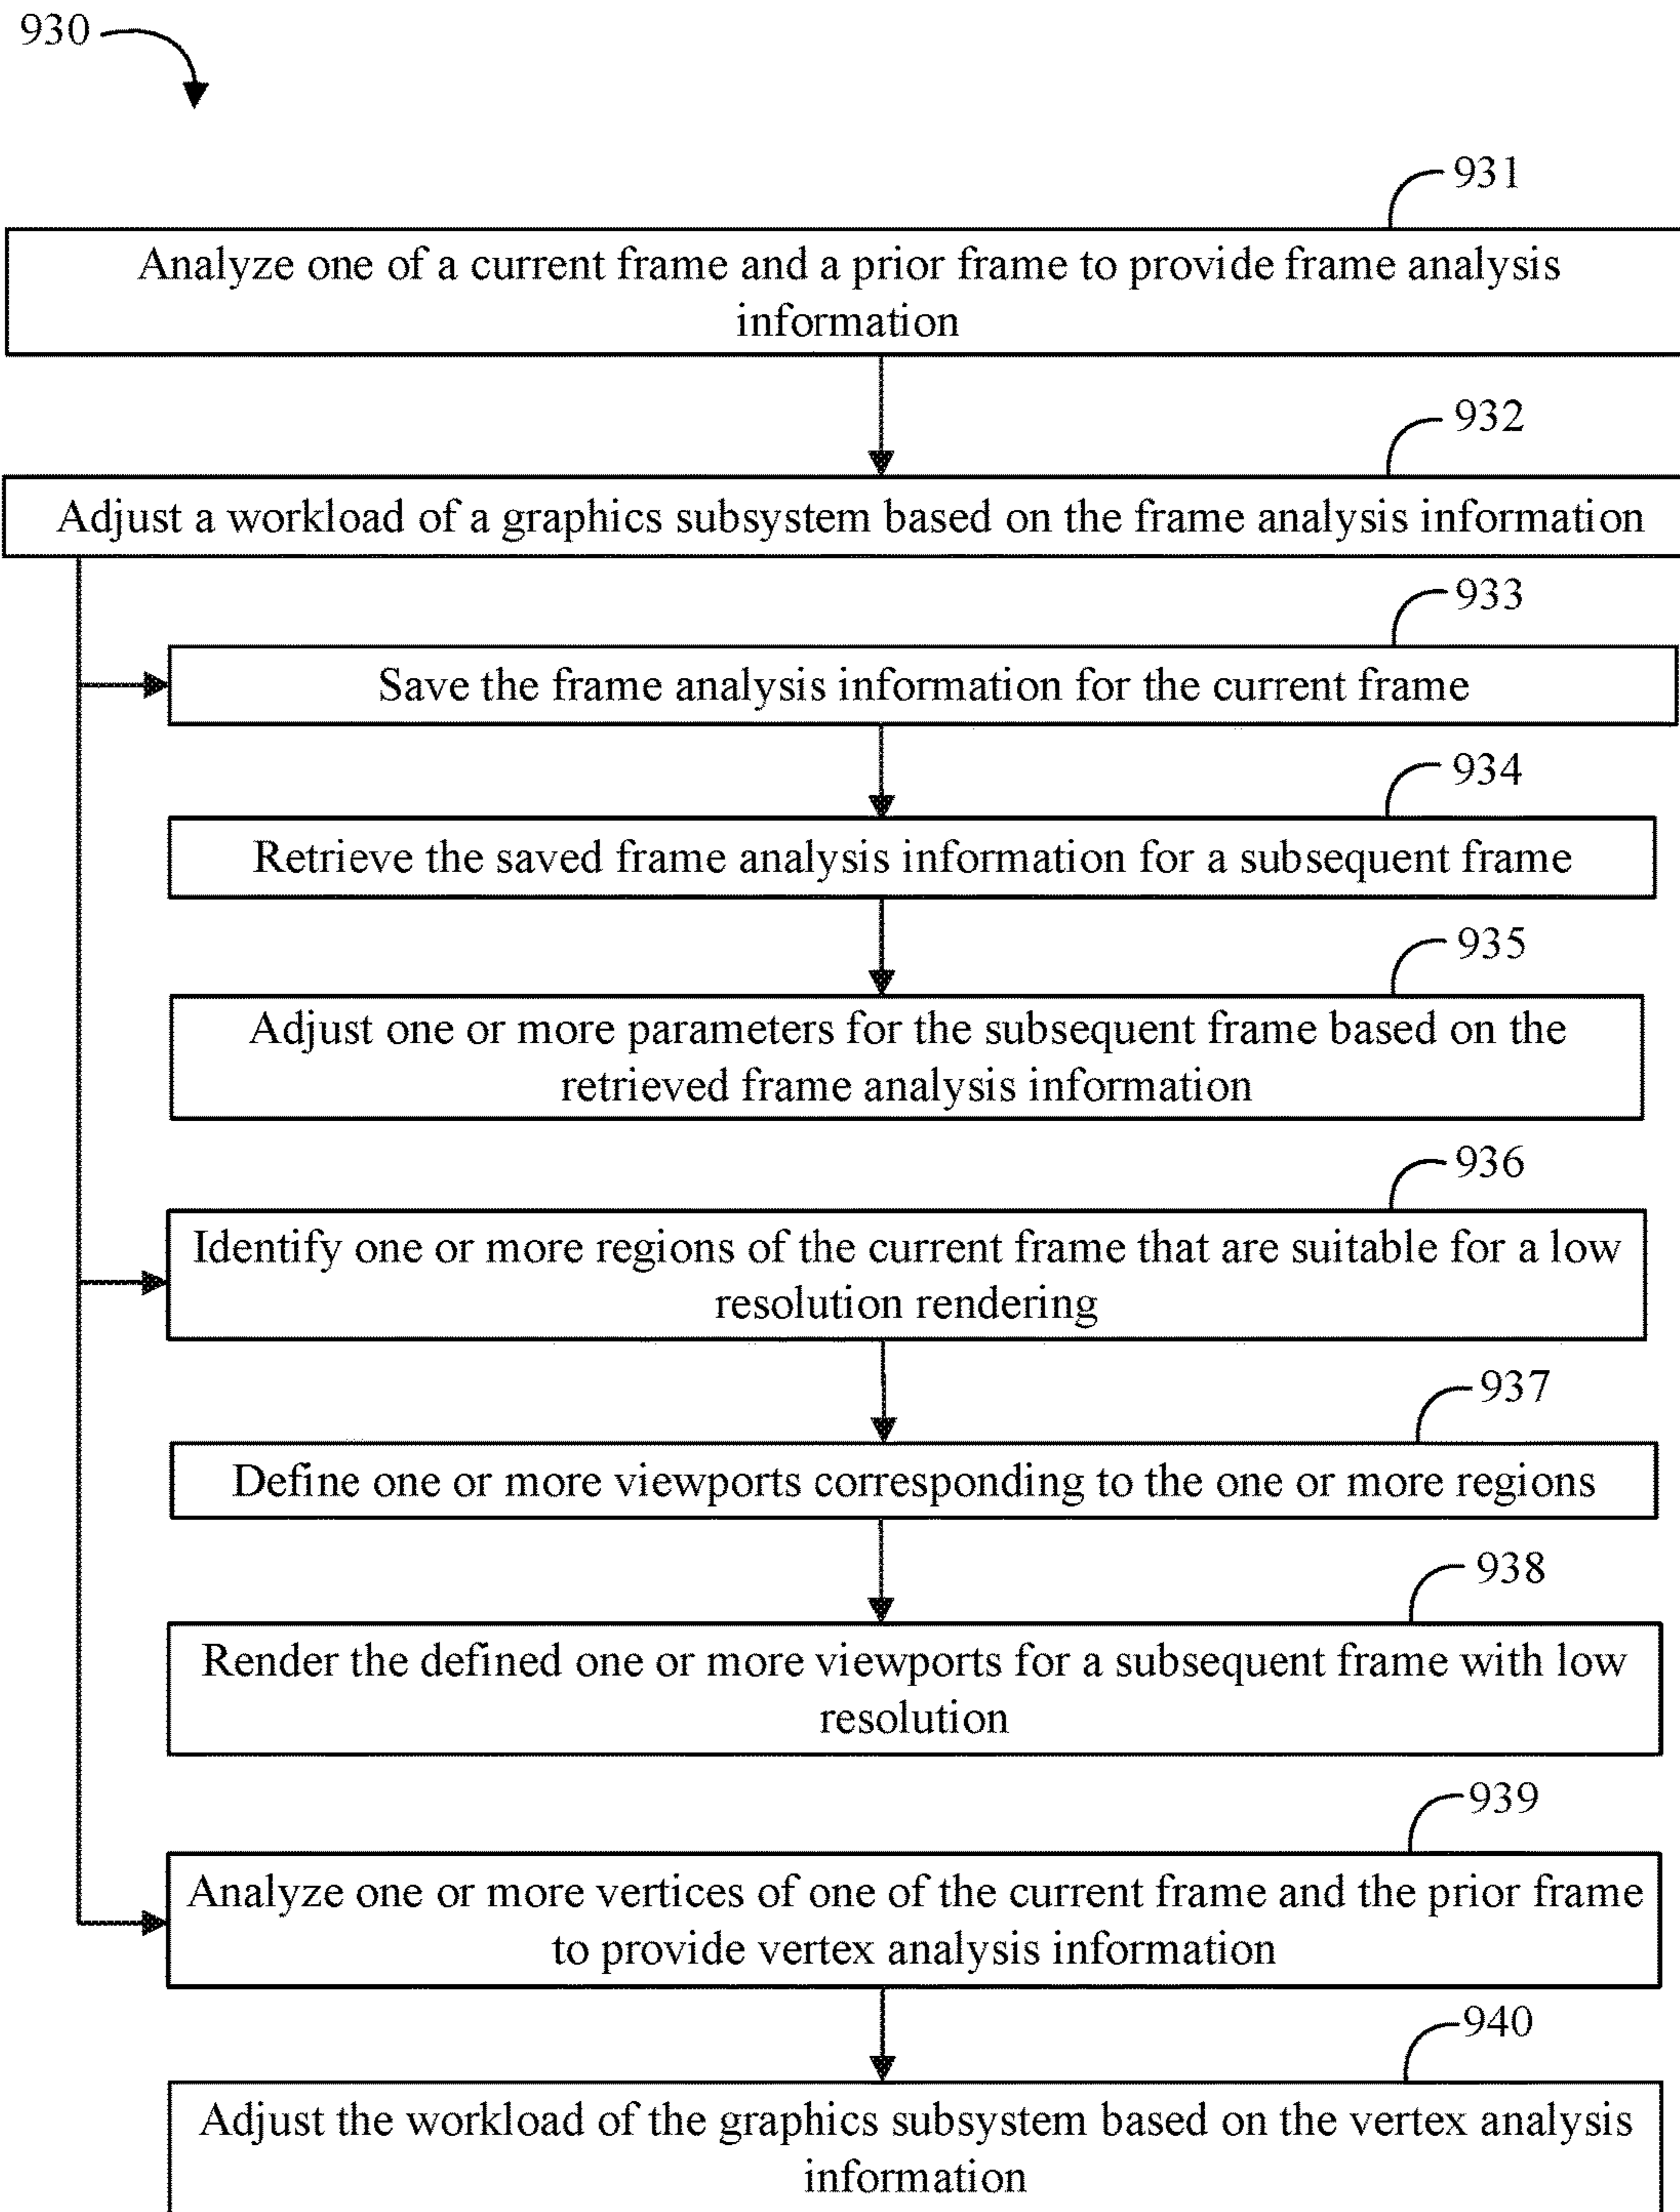 930
931
Analyze one of a current frame and a prior frame to provide frame analysis
information
932
Adjust a workload of a graphics subsystem based on the frame analysis information
933
Save the frame analysis information for the current frame
934
Retrieve the saved frame analysis information for a subsequent frame
935
Adjust one or more parameters for the subsequent frame based on the
retrieved frame analysis information
936
Identify one or more regions of the current frame that are suitable for a low
resolution rendering
937
Define one or more viewports corresponding to the one or more regions
938
Render the defined one or more viewports for a subsequent frame with low
resolution
939
Analyze one or more vertices of one of the current frame and the prior frame
to provide vertex analysis information
940
Adjust the workload of the graphics subsystem based on the vertex analysis
information